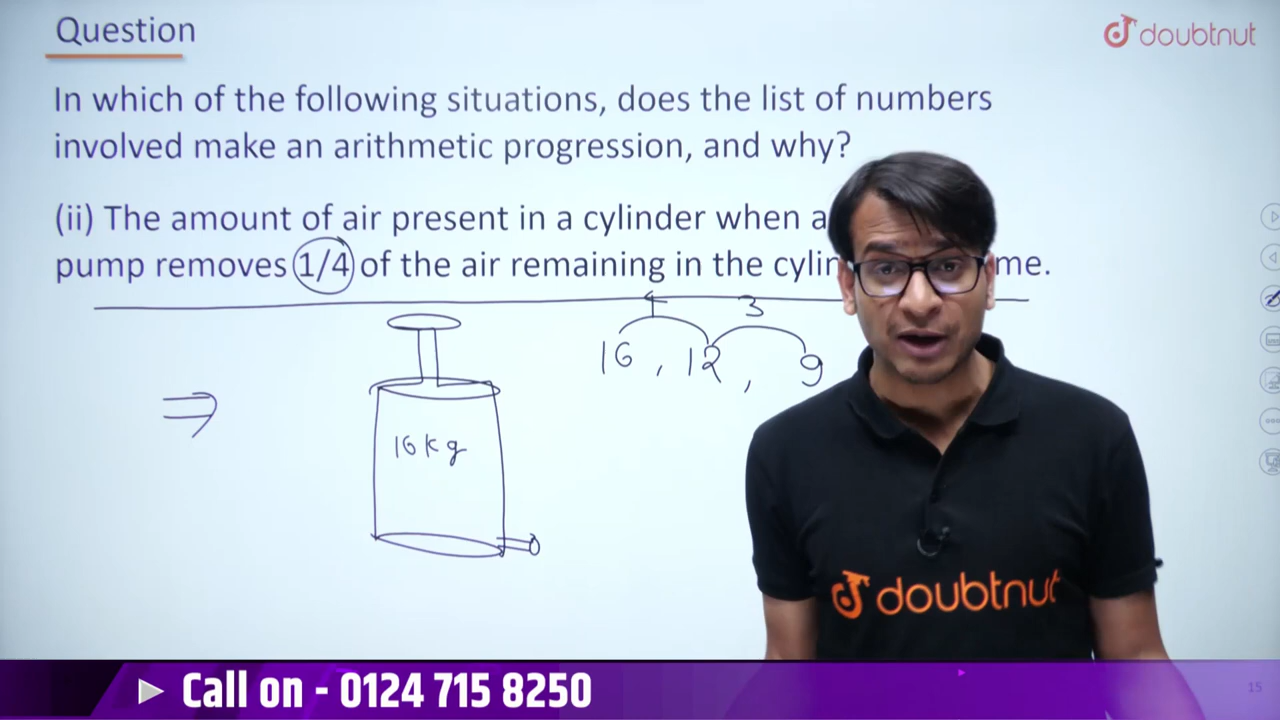 Question
doubtnut
In which of the following situations, does the list of numbers
involved make an arithmetic progression, and why?
(ii) The amount of air present in a cylinder when a
pump removes 1/4 of the air remaining in the
4 3
16 , 12 , 9
⇒
16 kg
doubtnut
Call on - 0124 715 8250
15